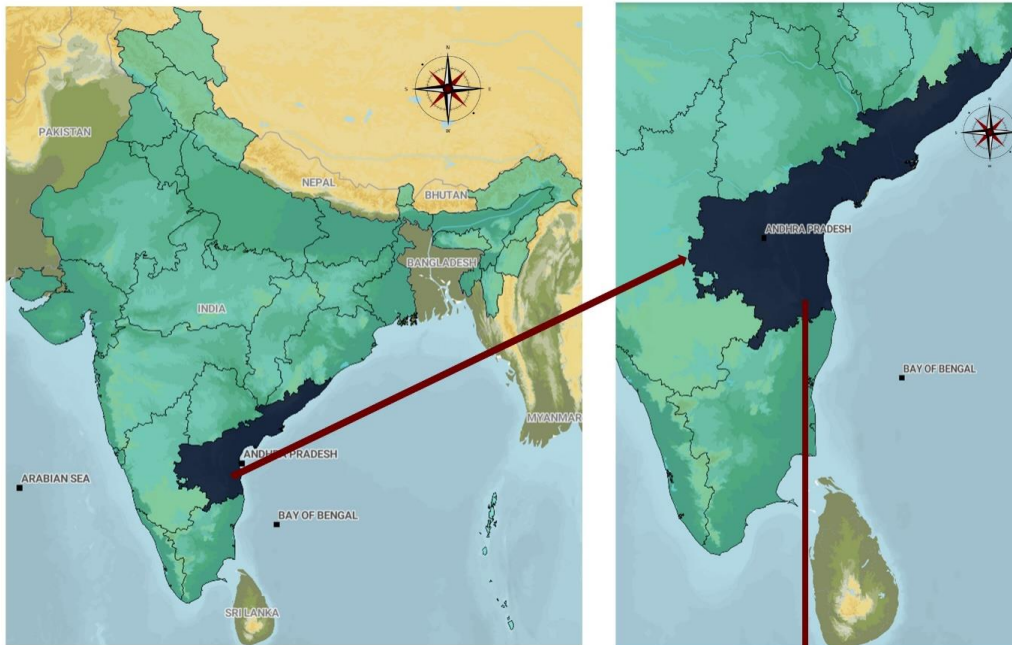 N
S
E
W
PAKISTAN
NEPAL
BHUTAN
BANGLADESH
INDIA
MYANMAR
ANDHRA PRADESH
ARABIAN SEA
BAY OF BENGAL
SRI LANKA
N
ANDHRA PRADESH
BAY OF BENGAL